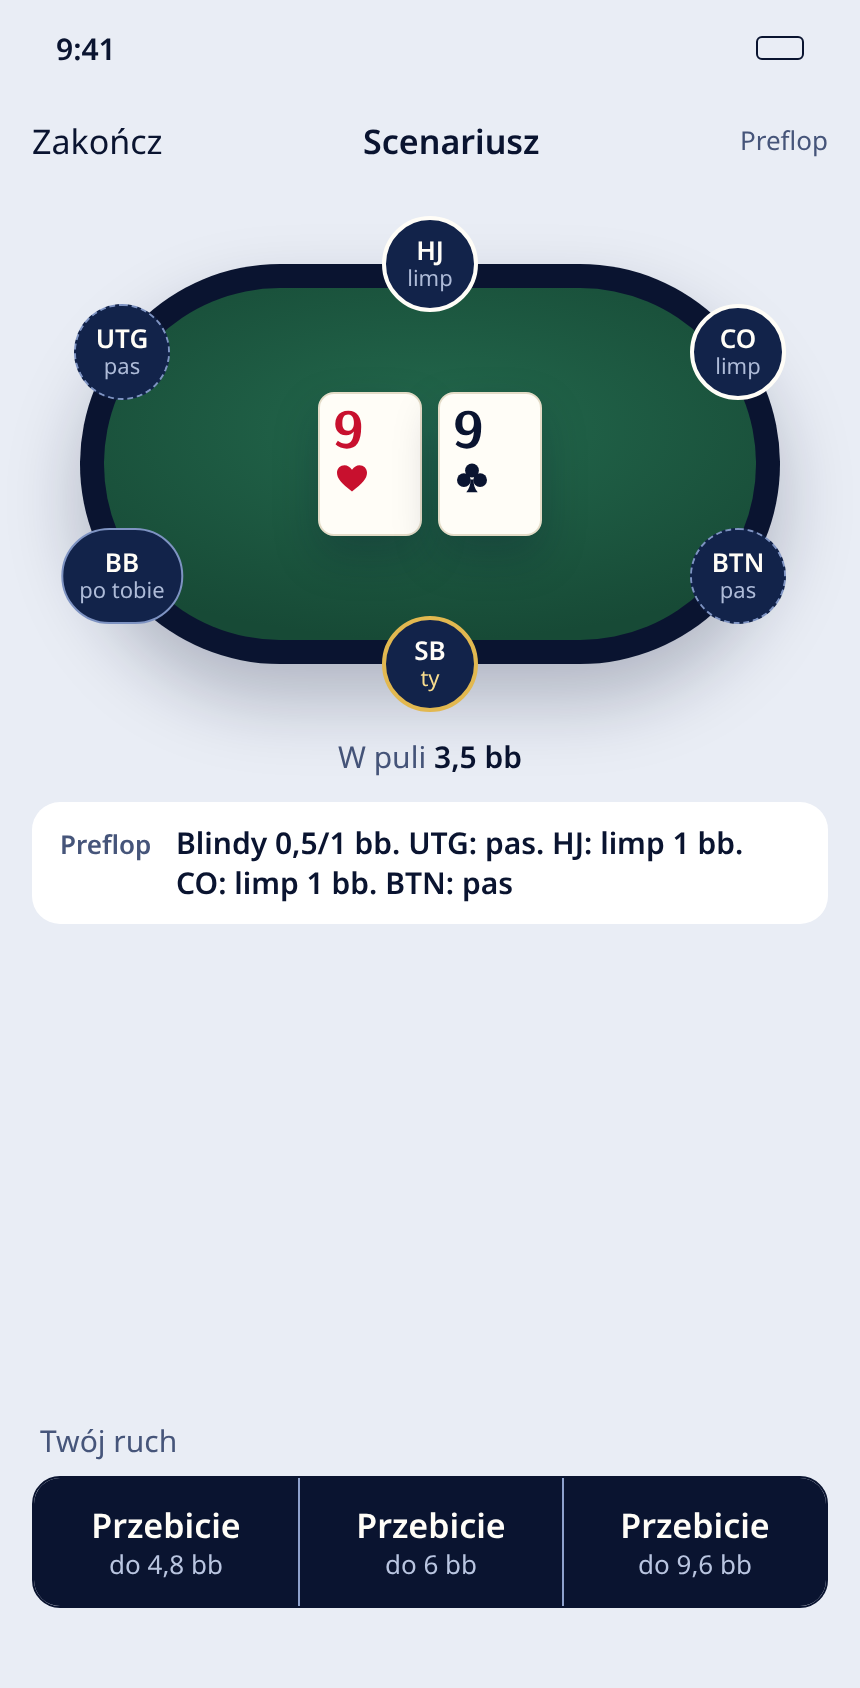 9:41
Zakończ
Scenariusz
Preflop
HJ
limp
UTG
pas
CO
limp
9
9
BB
po tobie
BTN
pas
SB
ty
W puli 3,5 bb
Preflop
Blindy 0,5/1 bb. UTG: pas. HJ: limp 1 bb.
CO: limp 1 bb. BTN: pas
Twój ruch
Przebicie
do 4,8 bb
Przebicie
do 6 bb
Przebicie
do 9,6 bb